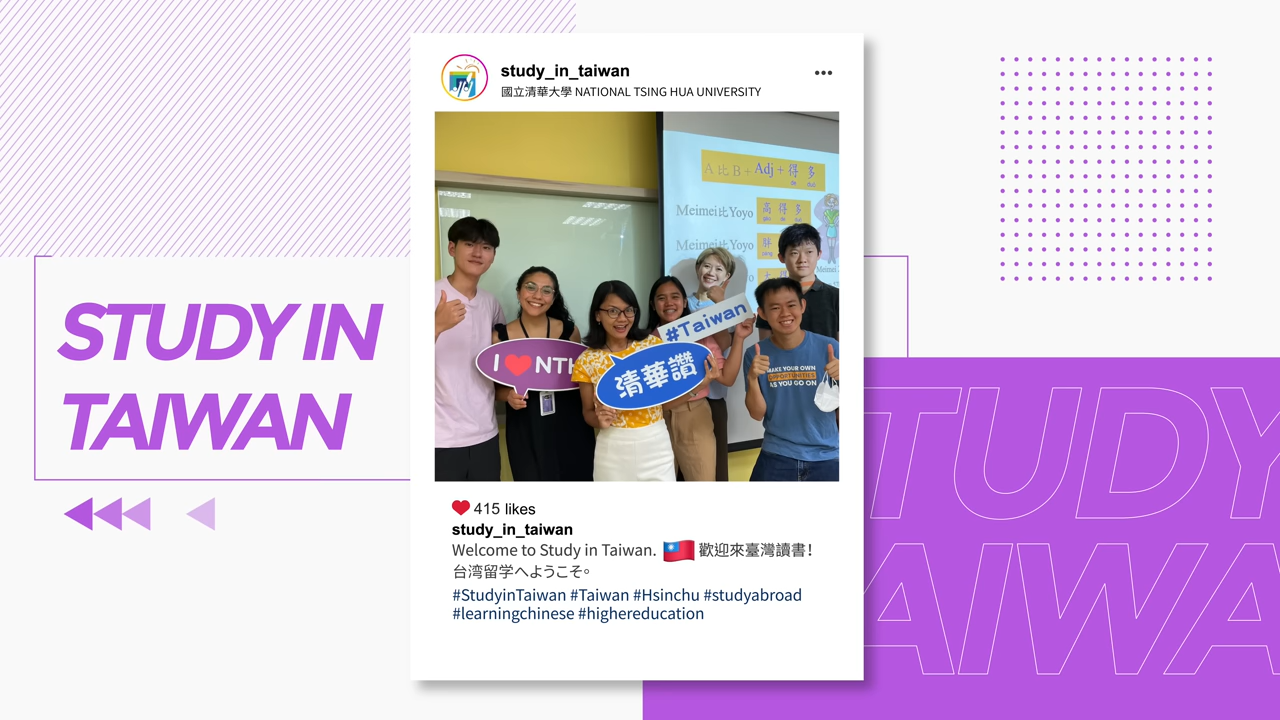 STUDY IN
TAIWAN
study_in_taiwan
國立清華大學 NATIONAL TSING HUA UNIVERSITY
A 比 B + Adj + 得 多
Meimei比Yoyo 高 得 多
Meimei比Yoyo 胖
#Taiwan
I NTH
清華讚
MAKE YOUR OWN
OPPORTUNITIES
AS YOU GO ON
415 likes
study_in_taiwan
Welcome to Study in Taiwan. 歡迎來臺灣讀書!
台湾留学へようこそ。
#StudyinTaiwan #Taiwan #Hsinchu #studyabroad
#learningchinese #highereducation
TUDY
AIWA